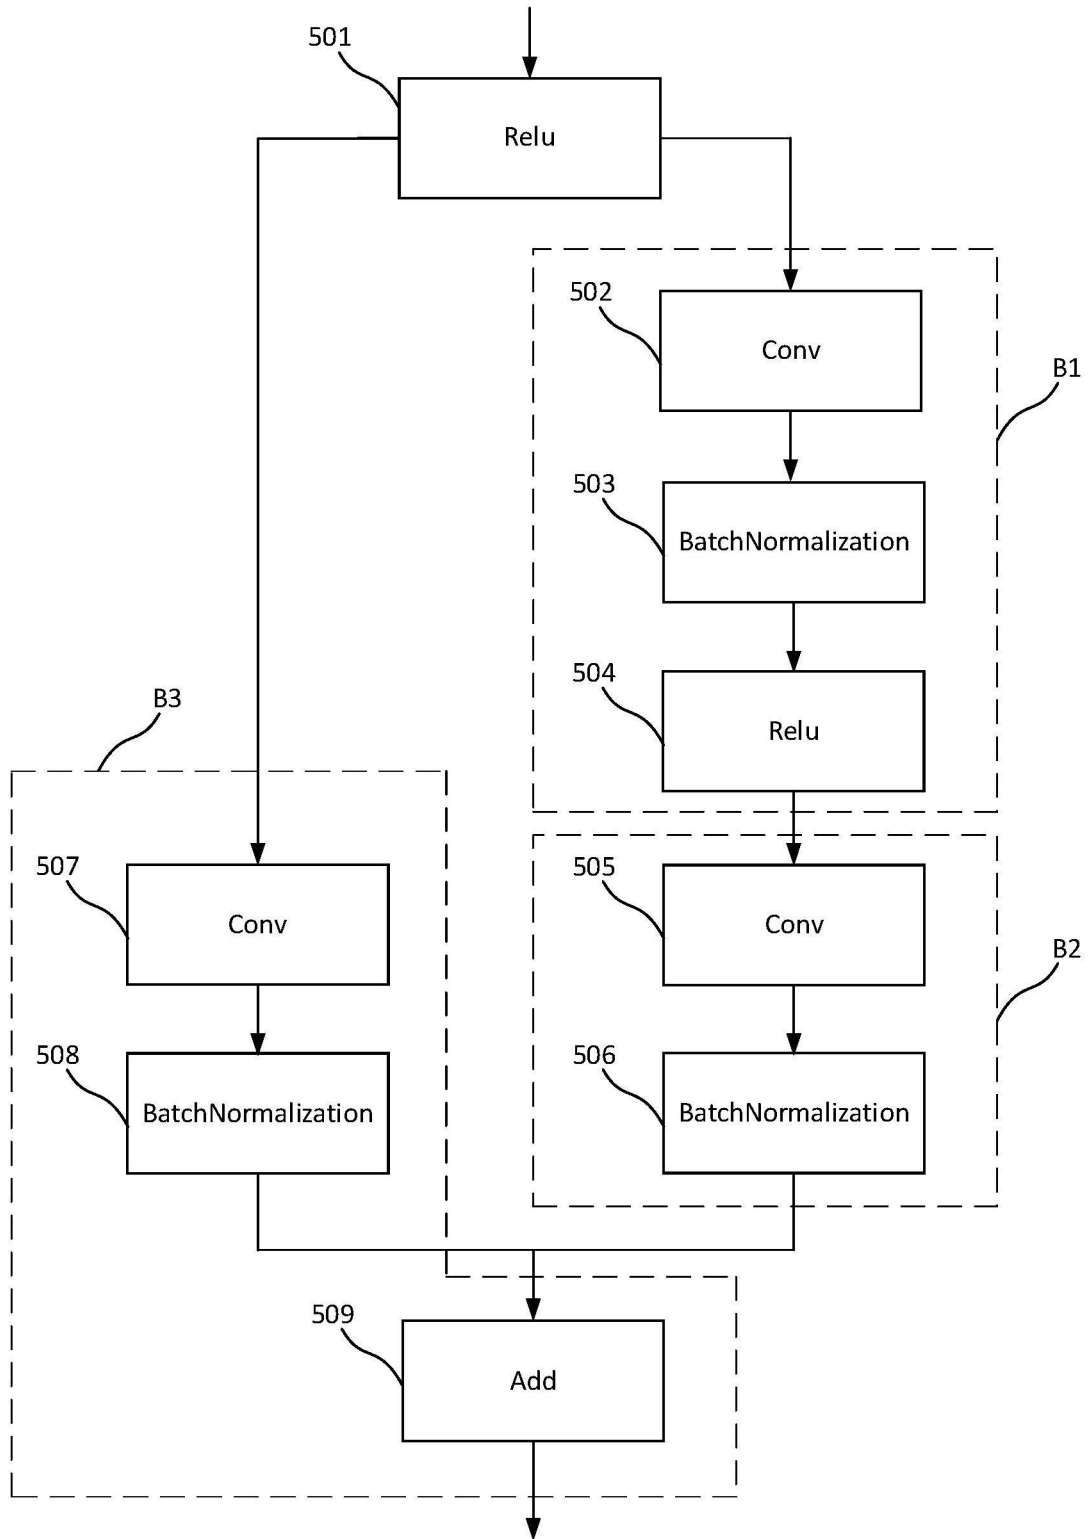 501
Relu
502
Conv
B1
503
BatchNormalization
504
Relu
B3
507
Conv
505
Conv
B2
508
BatchNormalization
506
BatchNormalization
509
Add